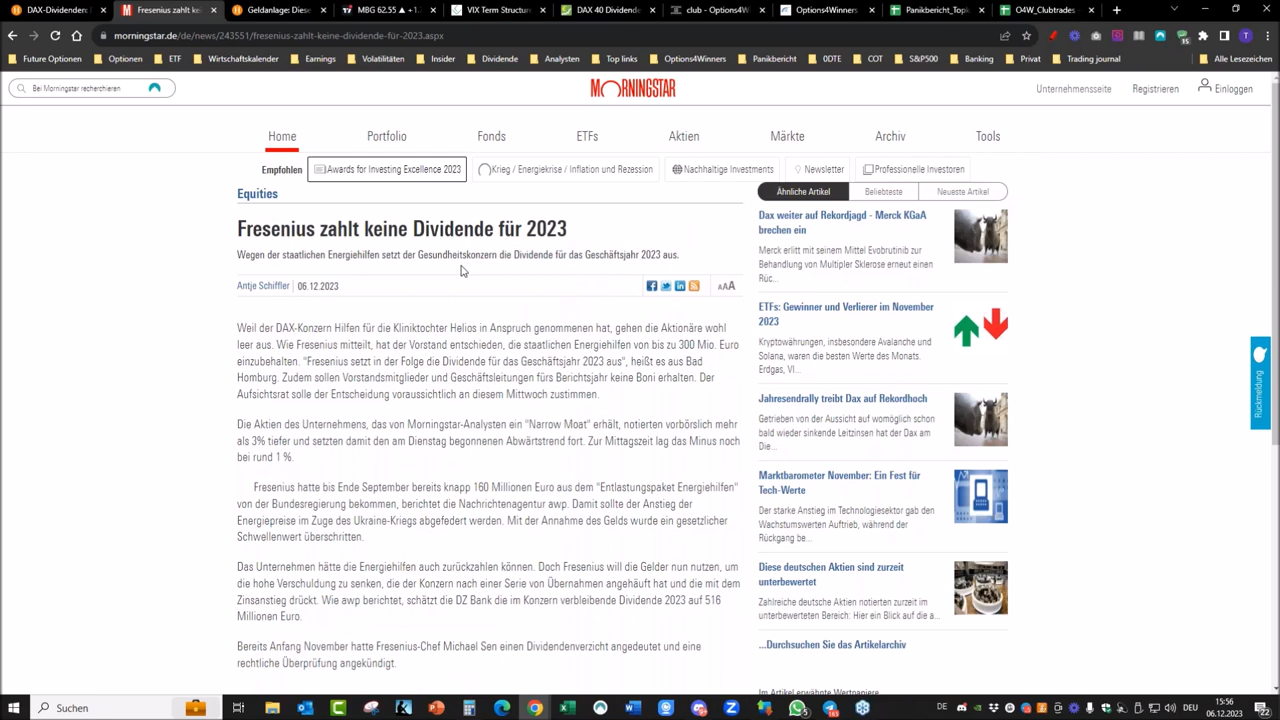 DAX-Dividende
Fresenius zahlt keine
Geldanlage: Diese
MBG 62.55 ▲ +1.
VIX Term Structur
DAX 40 Dividende
club - Options4Winn
Options4Winners
Panikbericht_Topk
O4W_Clubtrades
morningstar.de/de/news/243551/fresenius-zahlt-keine-dividende-für-2023.aspx
Future Optionen
Optionen
ETF
Wirtschaftskalender
Earnings
Volatilitäten
Insider
Dividende
Analysten
Top links
Options4Winners
Panikbericht
0DTE
COT
S&P500
Banking
Privat
Trading journal
Alle Lesezeichen
Bei Morningstar recherchieren
MORNINGSTAR
Unternehmensseite
Registrieren
Einloggen
Home
Portfolio
Fonds
ETFs
Aktien
Märkte
Archiv
Tools
Empfohlen
Awards for Investing Excellence 2023
Krieg / Energiekrise / Inflation und Rezession
Nachhaltige Investments
Newsletter
Professionelle Investoren
Equities
Fresenius zahlt keine Dividende für 2023
Wegen der staatlichen Energiehilfen setzt der Gesundheitskonzern die Dividende für das Geschäftsjahr 2023 aus.
Antje Schiffler
06.12.2023
AAA
Weil der DAX-Konzern Hilfen für die Kliniktochter Helios in Anspruch genommen hat, gehen die Aktionäre wohl
leer aus. Wie Fresenius mitteilt, hat der Vorstand entschieden, die staatlichen Energiehilfen von bis zu 300 Mio. Euro
einzubehalten. "Fresenius setzt in der Folge die Dividende für das Geschäftsjahr 2023 aus", heißt es aus Bad
Homburg. Zudem sollen Vorstandsmitglieder und Geschäftsleitungen fürs Berichtsjahr keine Boni erhalten. Der
Aufsichtsrat solle der Entscheidung voraussichtlich an diesem Mittwoch zustimmen.
Die Aktien des Unternehmens, das von Morningstar-Analysten ein "Narrow Moat" erhält, notierten vorbörslich mehr
als 3% tiefer und setzten damit den am Dienstag begonnenen Abwärtstrend fort. Zur Mittagszeit lag das Minus noch
bei rund 1 %.
Fresenius hatte bis Ende September bereits knapp 160 Millionen Euro aus dem "Entlastungspaket Energiehilfen"
von der Bundesregierung bekommen, berichtet die Nachrichtenagentur awp. Damit sollte der Anstieg der
Energiepreise im Zuge des Ukraine-Kriegs abgefedert werden. Mit der Annahme des Gelds wurde ein gesetzlicher
Schwellenwert überschritten.
Das Unternehmen hätte die Energiehilfen auch zurückzahlen können. Doch Fresenius will die Gelder nun nutzen, um
die hohe Verschuldung zu senken, die der Konzern nach einer Serie von Übernahmen angehäuft hat und die mit dem
Zinsanstieg drückt. Wie awp berichtet, schätzt die DZ Bank die im Konzern verbleibende Dividende 2023 auf 516
Millionen Euro.
Bereits Anfang November hatte Fresenius-Chef Michael Sen einen Dividendenverzicht angedeutet und eine
rechtliche Überprüfung angekündigt.
Ähnliche Artikel
Beliebteste
Neueste Artikel
Dax weiter auf Rekordjagd - Merck KGaA
brechen ein
Merck erlitt mit seinem Mittel Evobrutinib zur
Behandlung von Multipler Sklerose erneut einen
Rüc...
ETFs: Gewinner und Verlierer im November
2023
Kryptowährungen, insbesondere Avalanche und
Solana, waren die besten Werte des Monats.
Erdgas, VI...
Jahresendrally treibt Dax auf Rekordhoch
Getrieben von der Aussicht auf womöglich schon
bald wieder sinkende Leitzinsen hat der Dax am
Die...
Marktbarometer November: Ein Fest für
Tech-Werte
Der starke Anstieg im Technologiesektor gab den
Wachstumswerten Auftrieb, während der
Rückgang be...
Diese deutschen Aktien sind zurzeit
unterbewertet
Zahlreiche deutsche Aktien notierten zurzeit im
unterbewerteten Bereich: Hier ein Blick auf die a...
...Durchsuchen Sie das Artikelarchiv
Im Artikel erwähnte Wertpapiere
Rückmeldung
Suchen
DE
15:56
06.12.2023